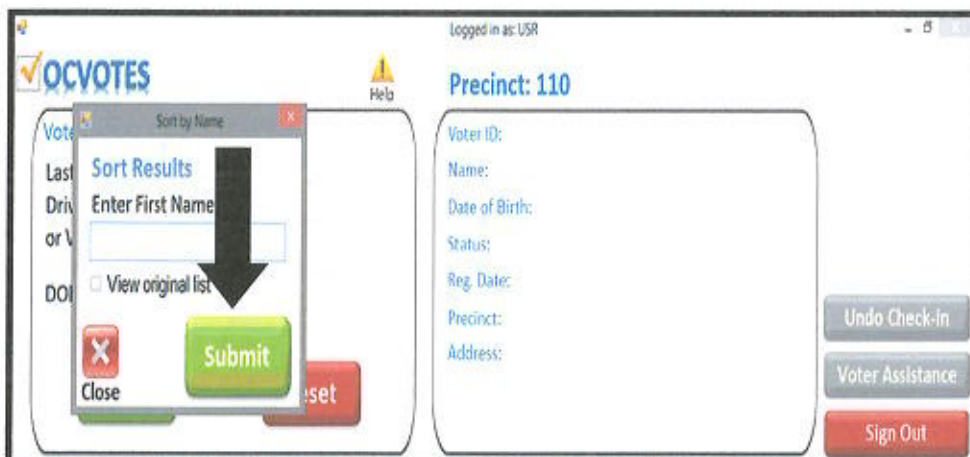 Logged in as: USR
OCVOTES
Help
Precinct: 110
Sort by Name
Sort Results
Enter First Name
View original list
Close
Submit
Voter ID:
Name:
Date of Birth:
Status:
Reg. Date:
Precinct:
Address:
Undo Check-In
Voter Assistance
Sign Out